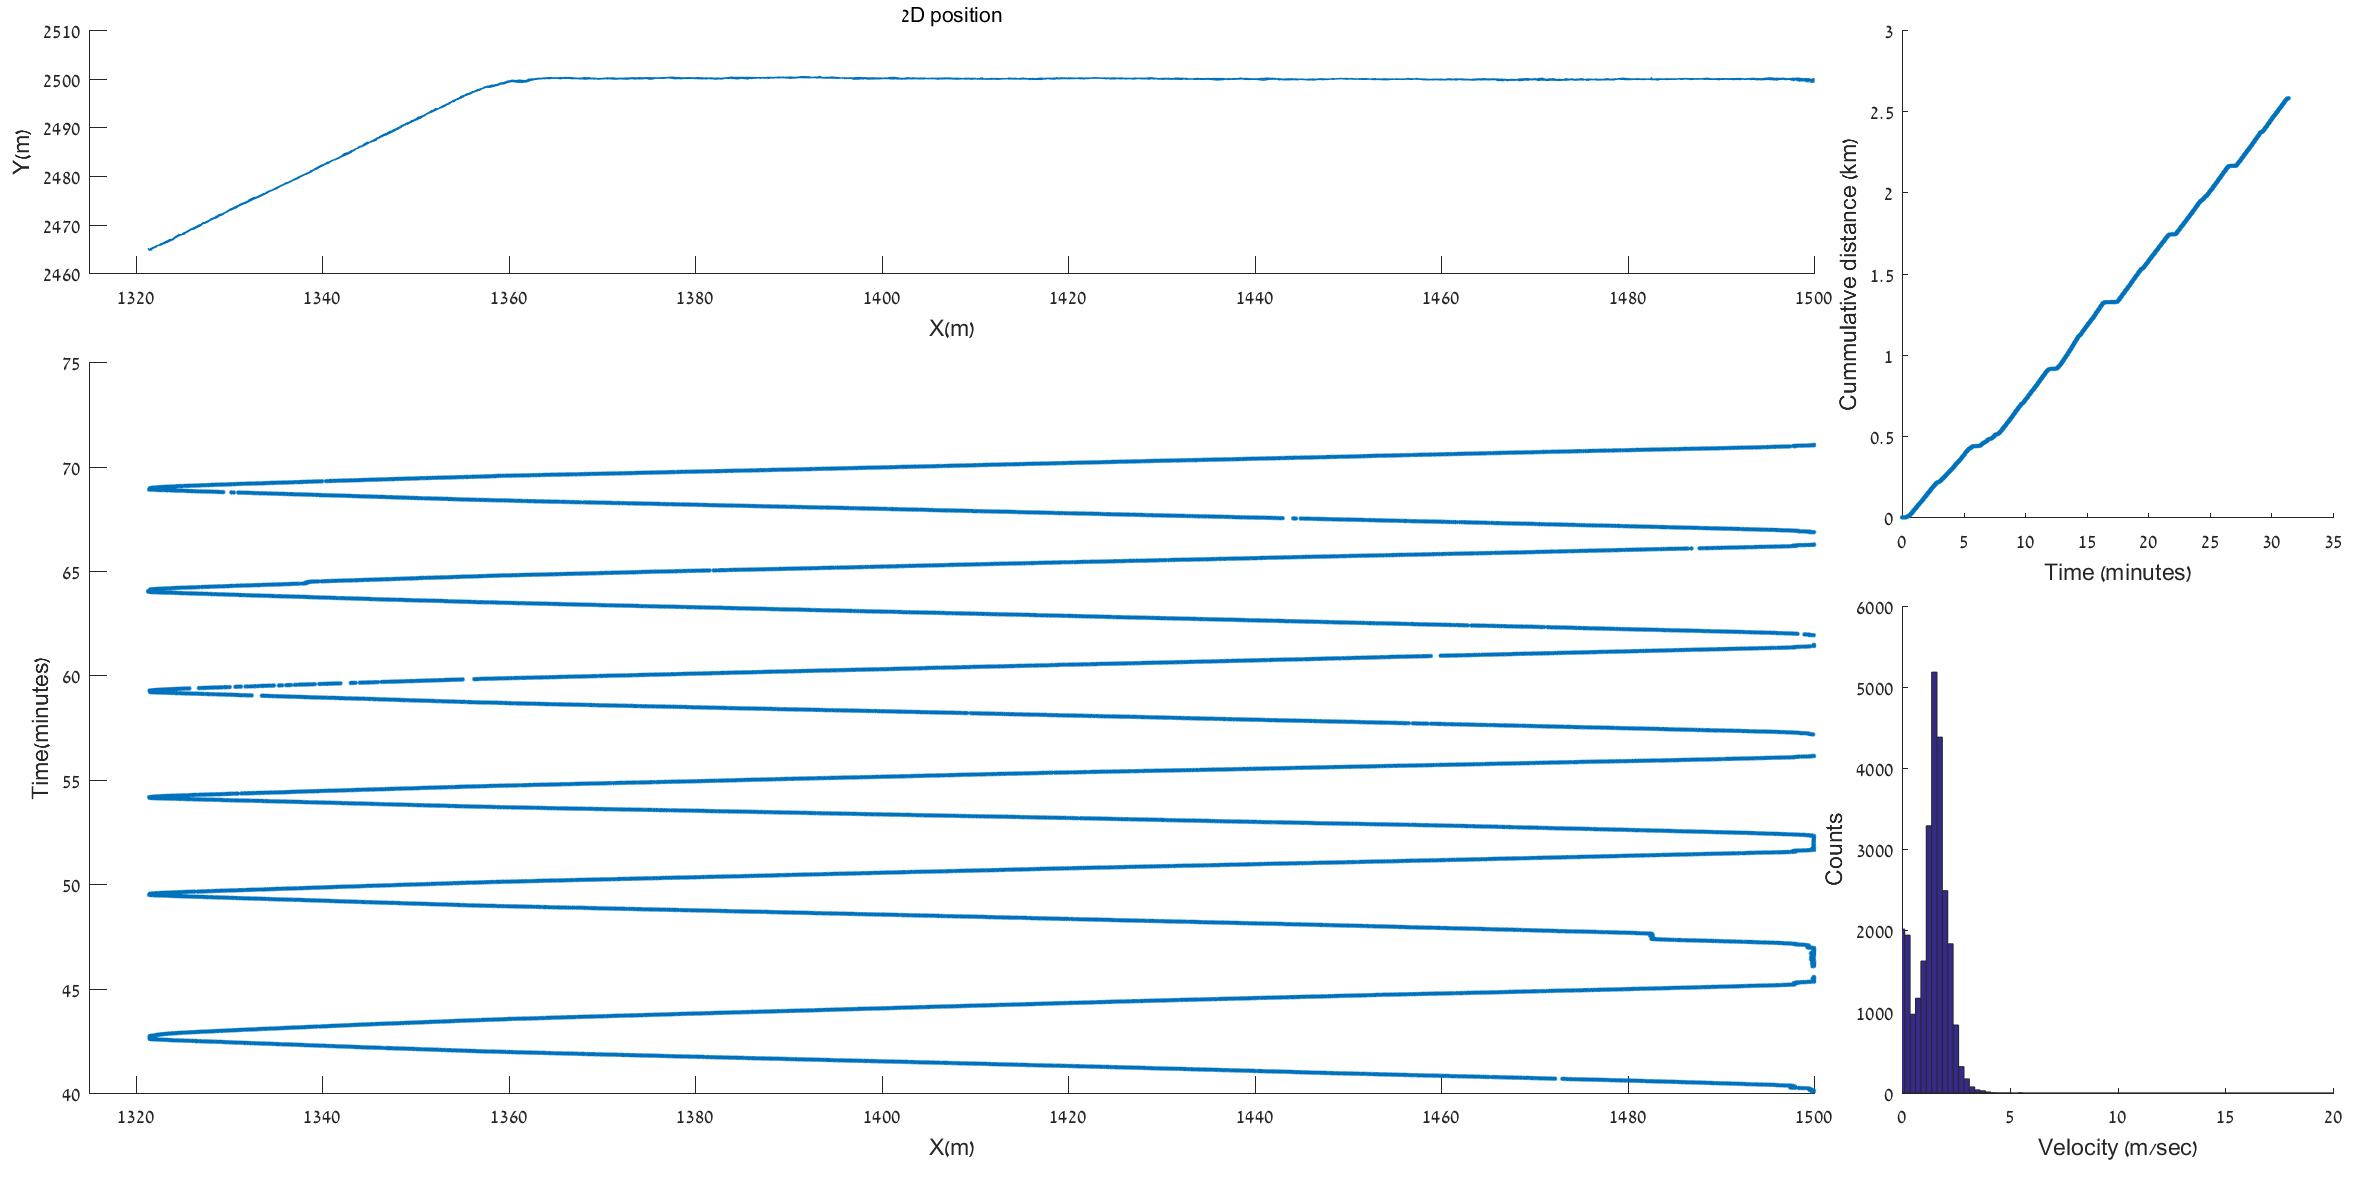 2D position
2510
2500
2490
2480
2470
2460
Y(m)
1320 1340 1360 1380 1400 1420 1440 1460 1480 1500
X(m)
75
70
65
60
55
50
45
40
Time(minutes)
1320 1340 1360 1380 1400 1420 1440 1460 1480 1500
X(m)
3
2.5
2
1.5
1
0.5
0
Cummulative distance (km)
0 5 10 15 20 25 30 35
Time (minutes)
6000
5000
4000
3000
2000
1000
0
Counts
0 5 10 15 20
Velocity (m/sec)